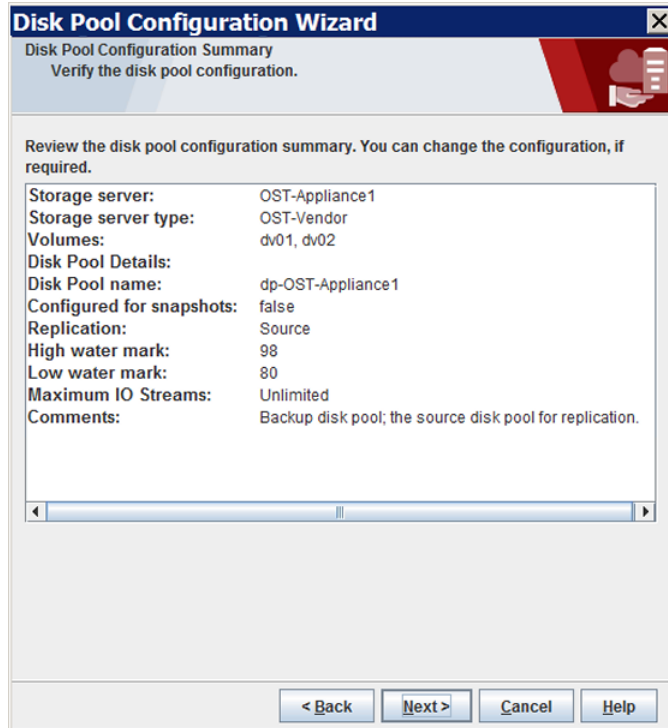 Disk Pool Configuration Wizard
Disk Pool Configuration Summary
Verify the disk pool configuration.
Review the disk pool configuration summary. You can change the configuration, if
required.
Storage server: OST-Appliance1
Storage server type: OST-Vendor
Volumes: dv01, dv02
Disk Pool Details:
Disk Pool name: dp-OST-Appliance1
Configured for snapshots: false
Replication: Source
High water mark: 98
Low water mark: 80
Maximum IO Streams: Unlimited
Comments: Backup disk pool; the source disk pool for replication.
< Back Next > Cancel Help